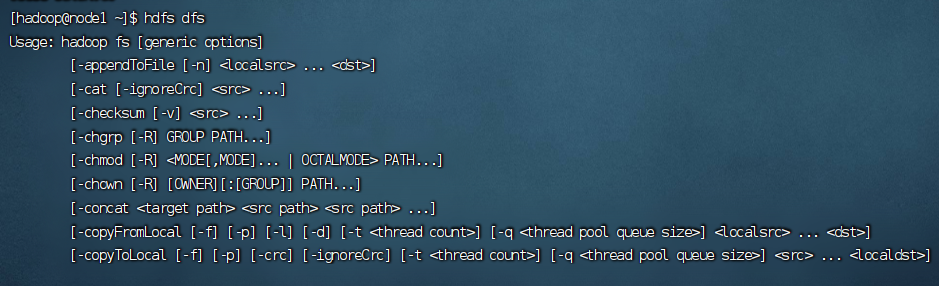 [hadoop@node1 ~]$ hdfs dfs
Usage: hadoop fs [generic options]
[-appendToFile [-n] <localsrc> ... <dst>]
[-cat [-ignoreCrc] <src> ...]
[-checksum [-v] <src> ...]
[-chgrp [-R] GROUP PATH...]
[-chmod [-R] <MODE[,MODE]... | OCTALMODE> PATH...]
[-chown [-R] [OWNER][:[GROUP]] PATH...]
[-concat <target path> <src path> <src path> ...]
[-copyFromLocal [-f] [-p] [-l] [-d] [-t <thread count>] [-q <thread pool queue size>] <localsrc> ... <dst>]
[-copyToLocal [-f] [-p] [-crc] [-ignoreCrc] [-t <thread count>] [-q <thread pool queue size>] <src> ... <localdst>]